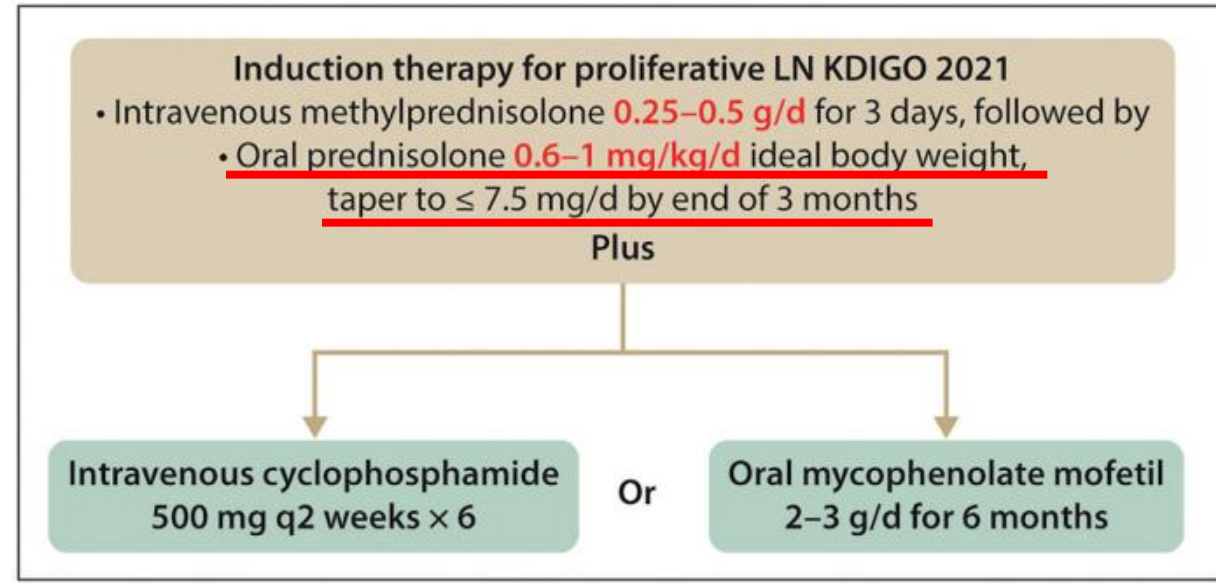 Induction therapy for proliferative LN KDIGO 2021
• Intravenous methylprednisolone 0.25–0.5 g/d for 3 days, followed by
• Oral prednisolone 0.6–1 mg/kg/d ideal body weight,
taper to ≤ 7.5 mg/d by end of 3 months
Plus
Intravenous cyclophosphamide
500 mg q2 weeks × 6
Or
Oral mycophenolate mofetil
2–3 g/d for 6 months